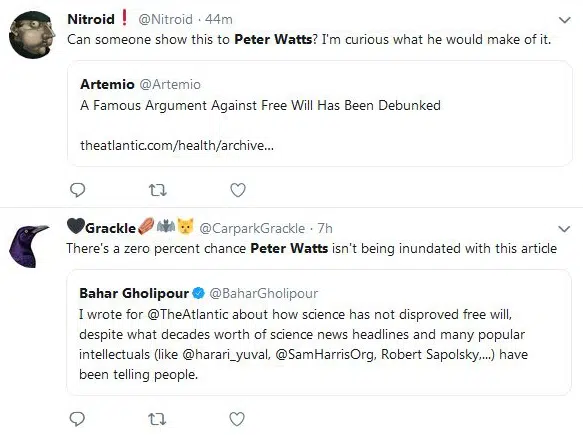 Nitroid❗ @Nitroid · 44m
Can someone show this to Peter Watts? I'm curious what he would make of it.
Artemio @Artemio
A Famous Argument Against Free Will Has Been Debunked
theatlantic.com/health/archive...
🖤Grackle⚰️🦇🐱 @CarparkGrackle · 7h
There's a zero percent chance Peter Watts isn't being inundated with this article
Bahar Gholipour @BaharGholipour
I wrote for @TheAtlantic about how science has not disproved free will,
despite what decades worth of science news headlines and many popular
intellectuals (like @harari_yuval, @SamHarrisOrg, Robert Sapolsky,...) have
been telling people.